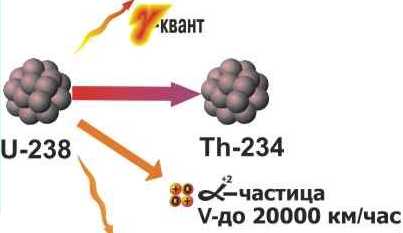 γ-квант
U-238
Th-234
+2
α-частица
V-до 20000 км/час